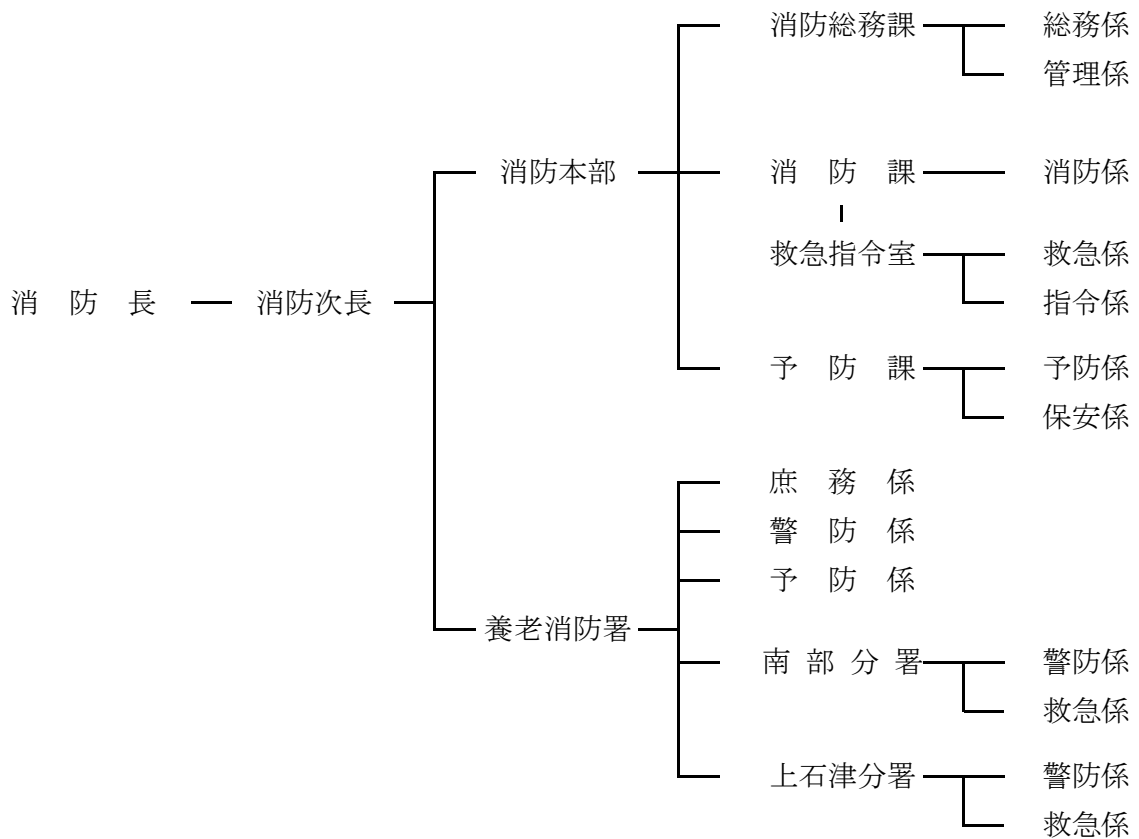 消防総務課 総務係
管理係
消防本部 消防課 消防係
救急指令室 救急係
消防長 消防次長 指令係
予防課 予防係
保安係
庶務係
警防係
予防係
養老消防署
南部分署 警防係
救急係
上石津分署 警防係
救急係